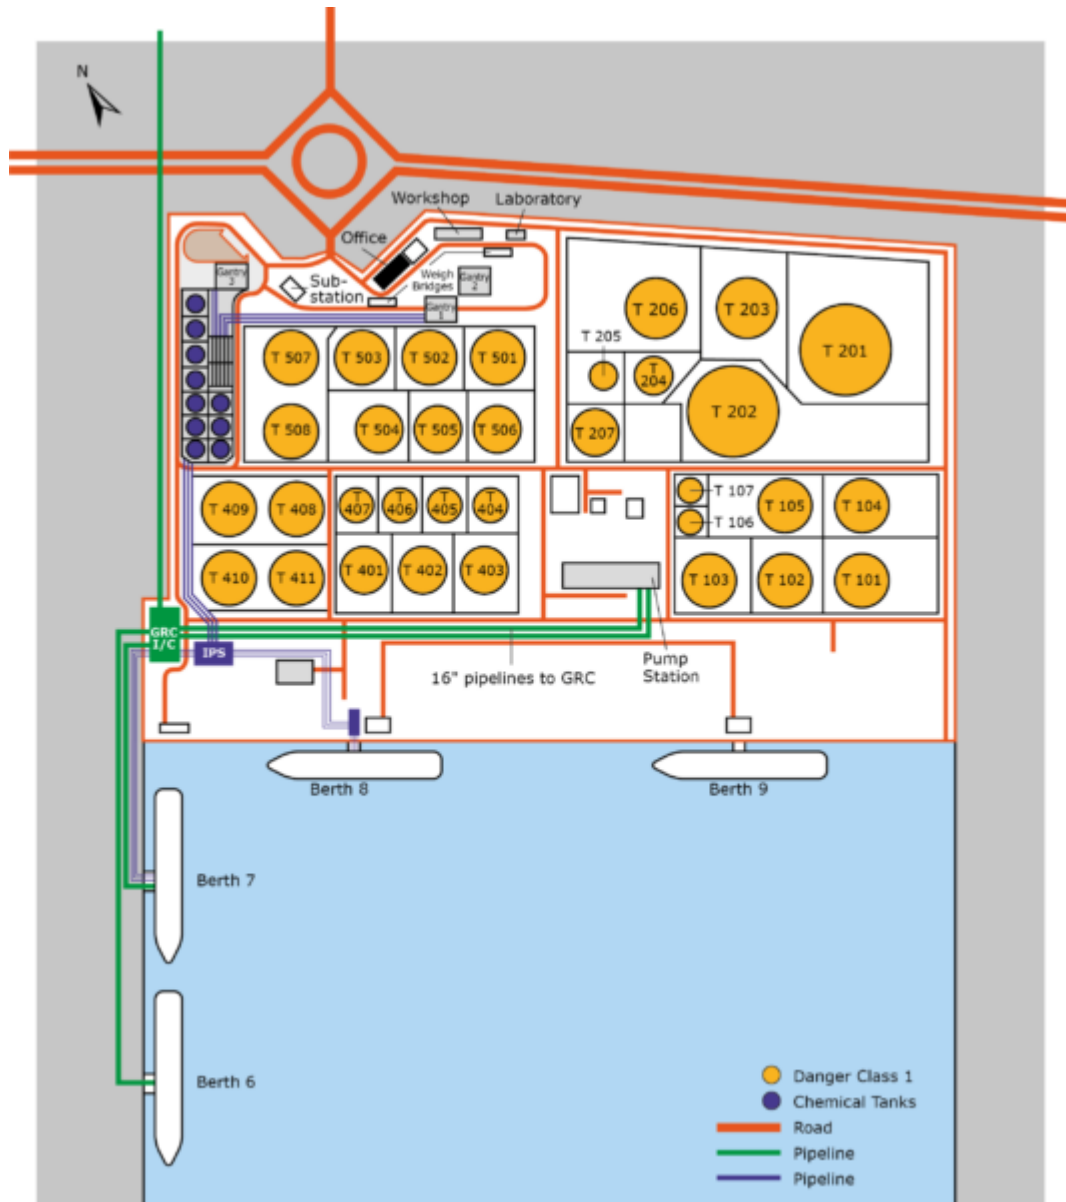 N
Workshop
Laboratory
Office
Weigh
Bridges
Gantry
3
Sub-
station
Gantry
2
Gantry
1
T 206
T 203
T 205
T 201
T
204
T 202
T 207
T 507
T 503
T 502
T 501
T 508
T 504
T 505
T 506
T 409
T 408
T
407
T
406
T
405
T
404
T 107
T 106
T 105
T 104
T 410
T 411
T 401
T 402
T 403
T 103
T 102
T 101
GRC
I/C
IPS
16" pipelines to GRC
Pump
Station
Berth 8
Berth 9
Berth 7
Berth 6
Danger Class 1
Chemical Tanks
Road
Pipeline
Pipeline